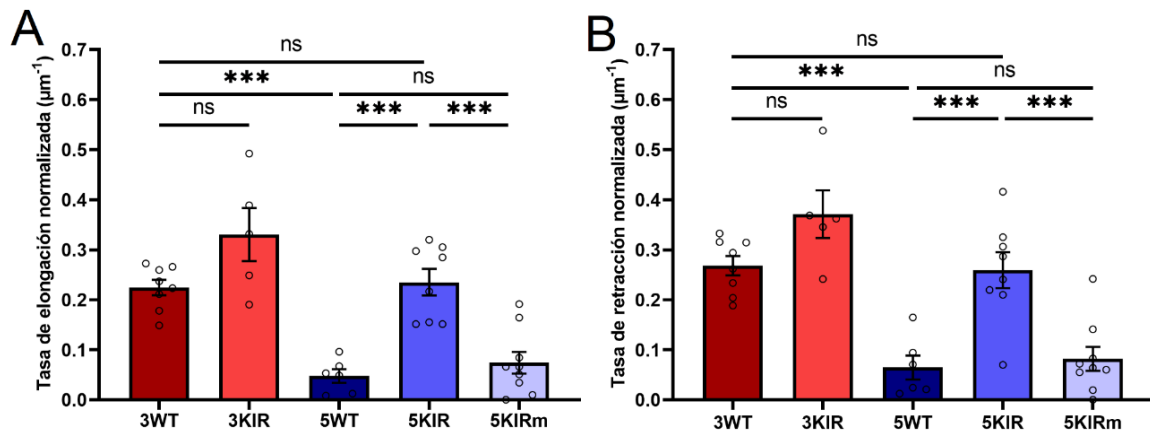 A
Tasa de elongación normalizada (µm⁻¹)
0.7
0.6
0.5
0.4
0.3
0.2
0.1
0.0
ns
***
ns
ns
***
***
3WT
3KIR
5WT
5KIR
5KIRm
B
Tasa de retracción normalizada (µm⁻¹)
0.7
0.6
0.5
0.4
0.3
0.2
0.1
0.0
ns
***
ns
ns
***
***
3WT
3KIR
5WT
5KIR
5KIRm